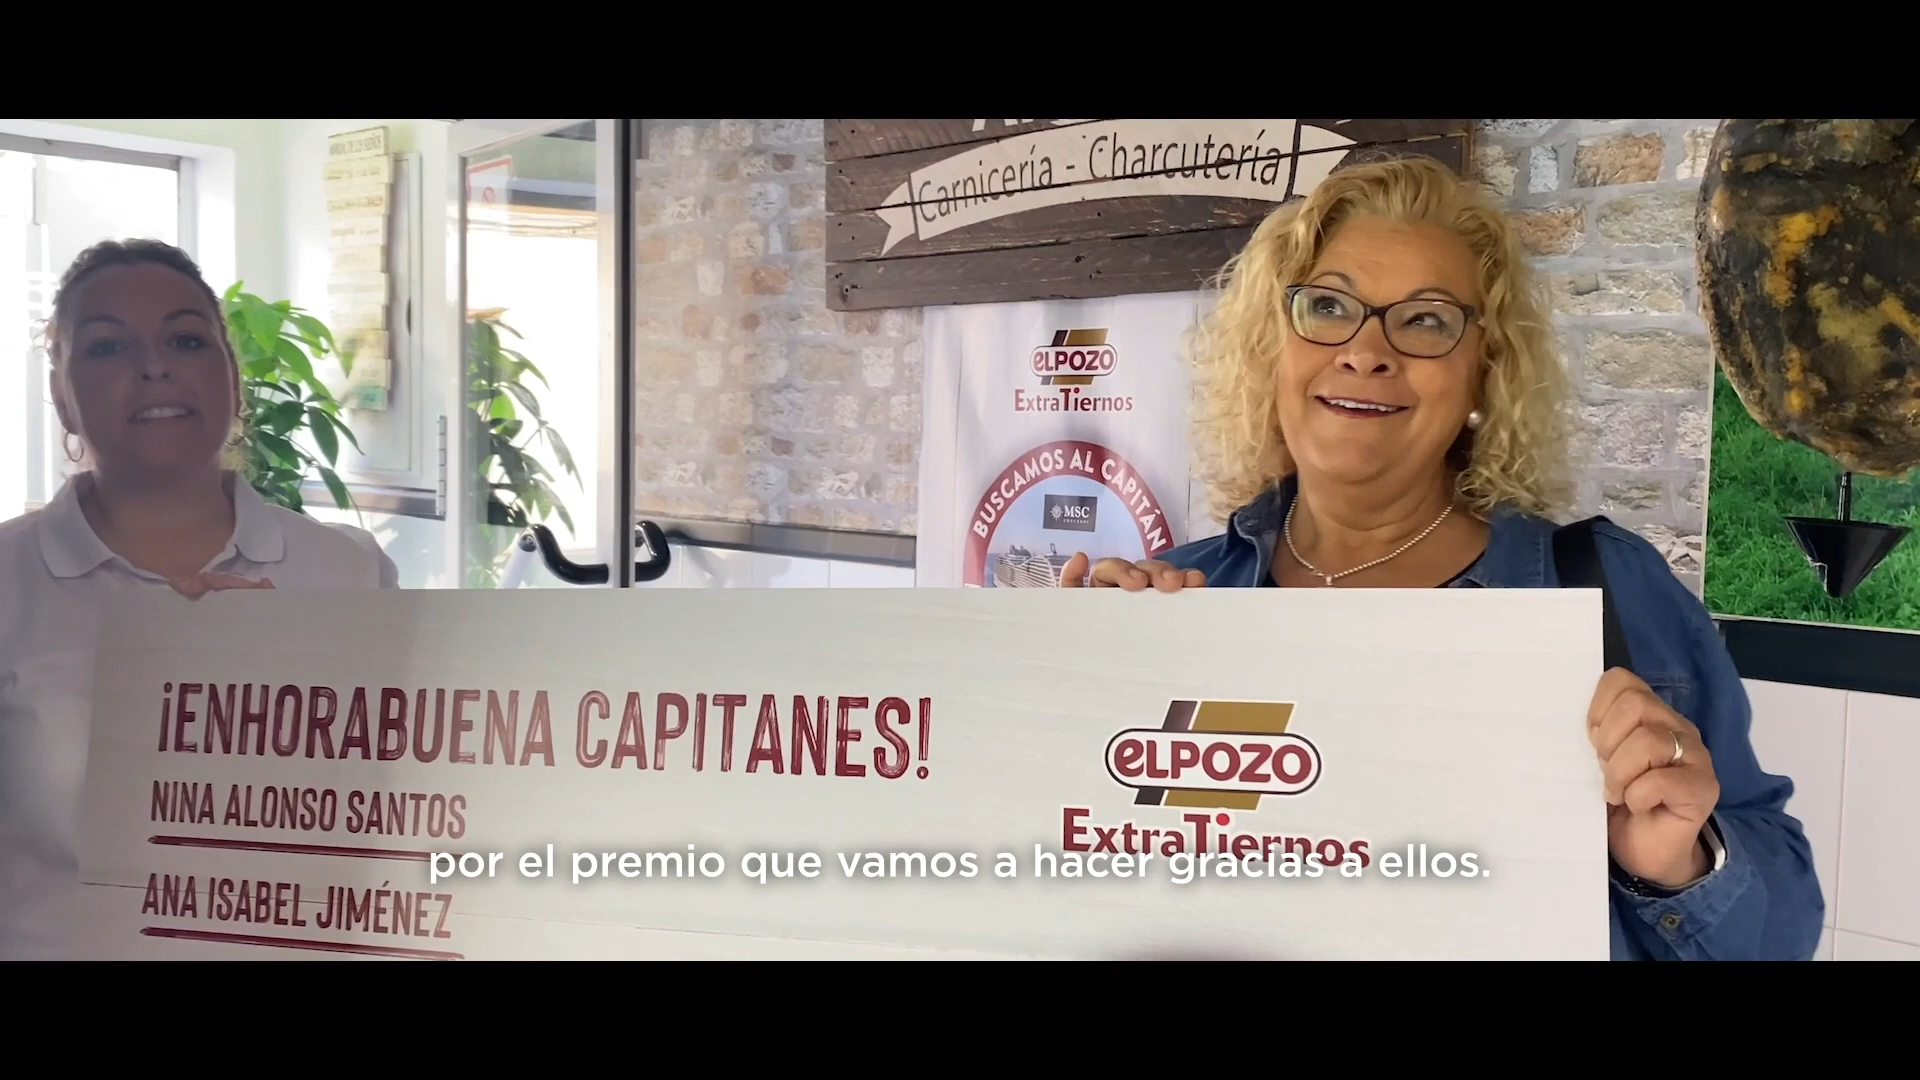 Carnicería - Charcutería
ELPOZO
ExtraTiernos
BUSCAMOS AL CAPITÁN
MSC
CRUCEROS
¡ENHORABUENA CAPITANES!
NINA ALONSO SANTOS
ANA ISABEL JIMÉNEZ
ELPOZO
ExtraTiernos
por el premio que vamos a hacer gracias a ellos.